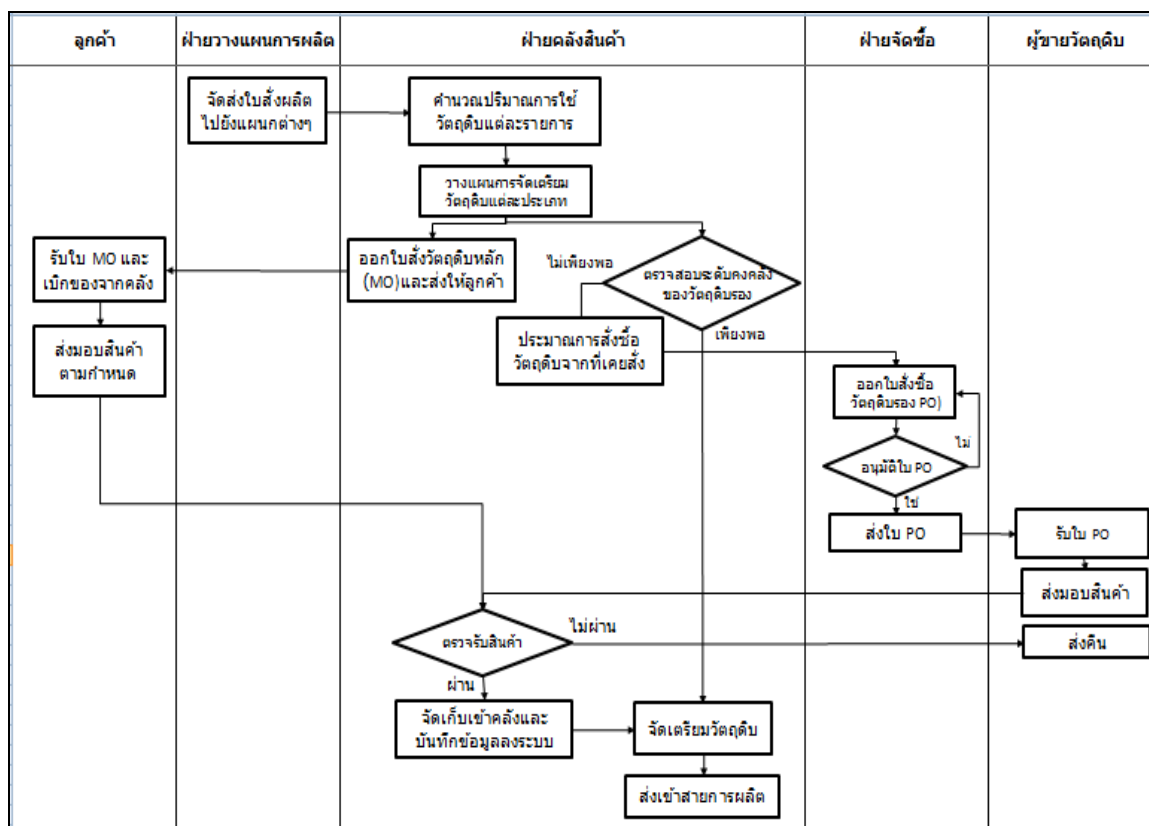 ลูกค้า
ฝ่ายวางแผนการผลิต
ฝ่ายคลังสินค้า
ฝ่ายจัดซื้อ
ผู้ขายวัตถุดิบ
จัดส่งใบสั่งผลิต
ไปยังแผนกต่างๆ
คำนวณปริมาณการใช้
วัตถุดิบแต่ละรายการ
วางแผนการจัดเตรียม
วัตถุดิบแต่ละประเภท
รับใบ MO และ
เบิกของจากคลัง
ออกใบสั่งวัตถุดิบหลัก
(MO)และส่งให้ลูกค้า
ไม่เพียงพอ
ตรวจสอบระดับคงคลัง
ของวัตถุดิบรอง
เพียงพอ
ส่งมอบสินค้า
ตามกำหนด
ประมาณการสั่งซื้อ
วัตถุดิบจากที่เคยสั่ง
ออกใบสั่งซื้อ
วัตถุดิบรอง PO)
ไม่
อนุมัติใบ PO
ใช่
ส่งใบ PO
รับใบ PO
ส่งมอบสินค้า
ตรวจรับสินค้า
ไม่ผ่าน
ส่งคืน
ผ่าน
จัดเก็บเข้าคลังและ
บันทึกข้อมูลลงระบบ
จัดเตรียมวัตถุดิบ
ส่งเข้าสายการผลิต